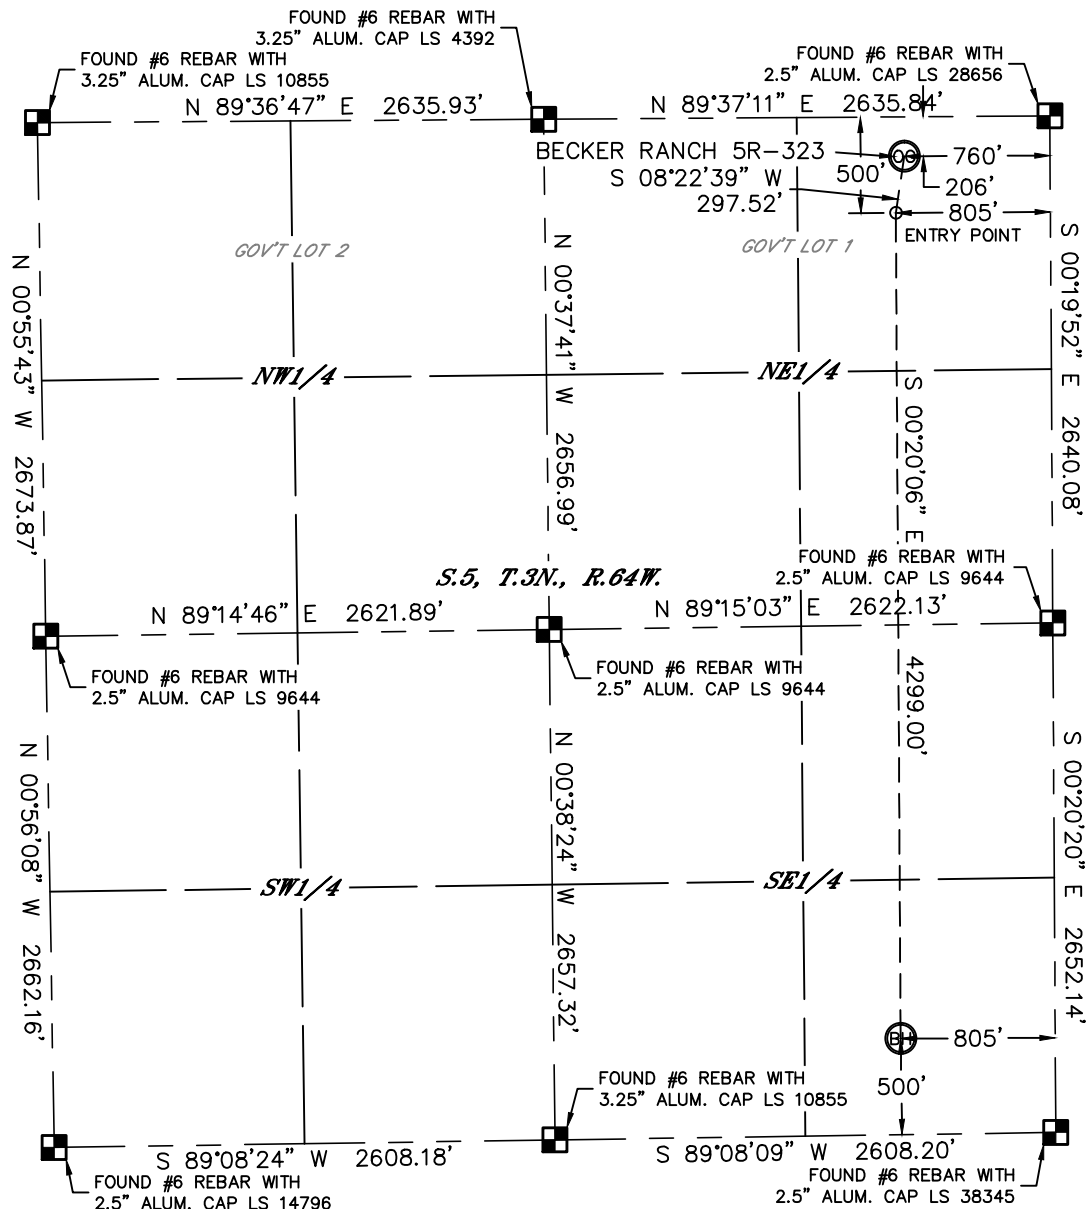 FOUND #6 REBAR WITH
3.25" ALUM. CAP LS 4392
FOUND #6 REBAR WITH
3.25" ALUM. CAP LS 10855
FOUND #6 REBAR WITH
2.5" ALUM. CAP LS 28656
N 89°36'47" E 2635.93'
N 89°37'11" E 2635.84'
BECKER RANCH 5R-323
OG
760'
500'
S 08°22'39" W
297.52'
206'
805'
ENTRY POINT
GOV'T LOT 2
GOV'T LOT 1
N 00°55'43" W 2673.87'
N 00°37'41" W 2656.99'
S 00°20'06" E 4299.00'
S 00°19'52" E 2640.08'
NW1/4
NE1/4
S.5, T.3N., R.64W.
FOUND #6 REBAR WITH
2.5" ALUM. CAP LS 9644
N 89°14'46" E 2621.89'
N 89°15'03" E 2622.13'
FOUND #6 REBAR WITH
2.5" ALUM. CAP LS 9644
FOUND #6 REBAR WITH
2.5" ALUM. CAP LS 9644
N 00°56'08" W 2662.16'
N 00°38'24" W 2657.32'
S 00°20'20" E 2652.14'
SW1/4
SE1/4
BH
805'
500'
FOUND #6 REBAR WITH
3.25" ALUM. CAP LS 10855
S 89°08'24" W 2608.18'
S 89°08'09" W 2608.20'
FOUND #6 REBAR WITH
2.5" ALUM. CAP LS 14796
FOUND #6 REBAR WITH
2.5" ALUM. CAP LS 38345